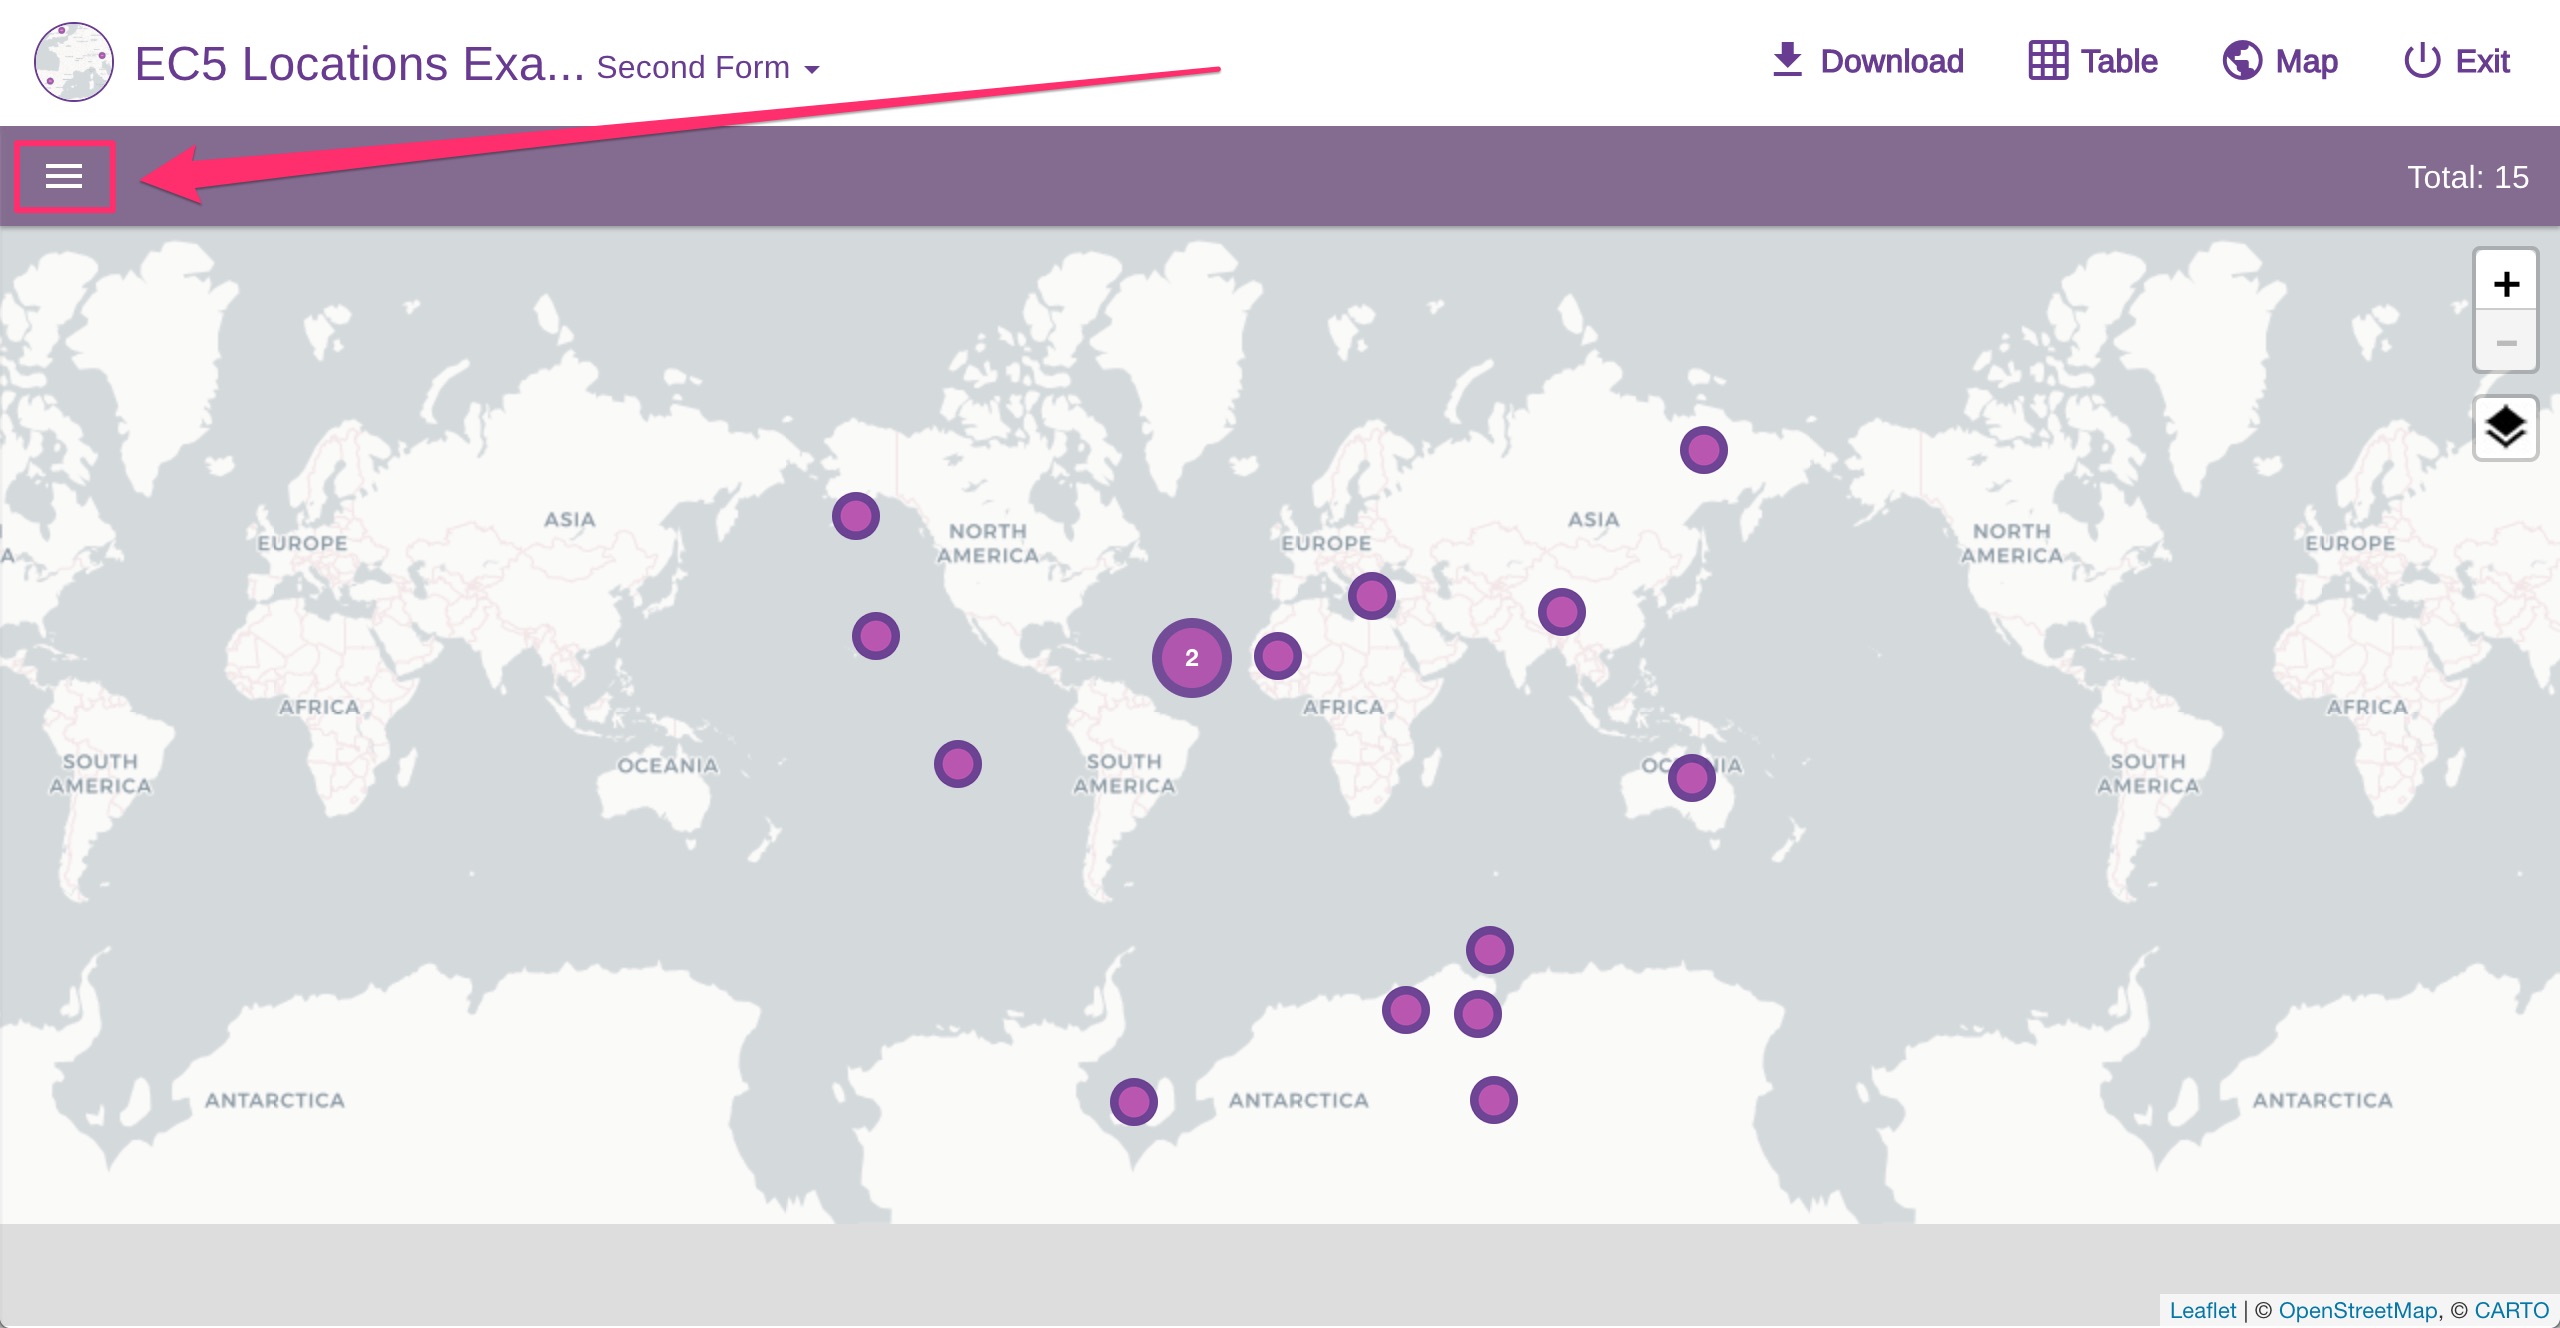 EC5 Locations Exa... Second Form
Download Table Map Exit
Total: 15
+
−
ASIA
ASIA
NORTH
AMERICA
NORTH
AMERICA
A
EUROPE
EUROPE
EUROPE
2
AFRICA
AFRICA
AFRICA
SOUTH
AMERICA
OCEANIA
SOUTH
AMERICA
OC NIA
SOUTH
AMERICA
ANTARCTICA
ANTARCTICA
ANTARCTICA
Leaflet | © OpenStreetMap, © CARTO